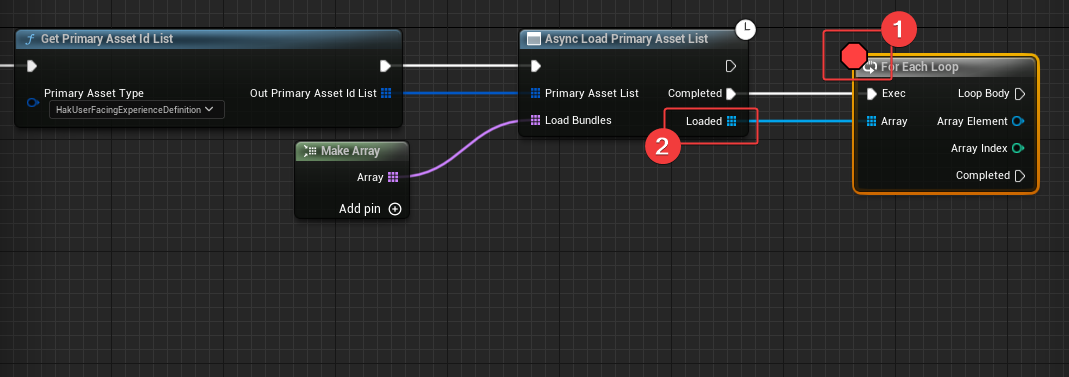 Get Primary Asset Id List
Primary Asset Type
HakUserFacingExperienceDefinition
Out Primary Asset Id List
Make Array
Array
Add pin
Async Load Primary Asset List
Primary Asset List
Completed
Load Bundles
Loaded
2
1
For Each Loop
Exec
Loop Body
Array
Array Element
Array Index
Completed